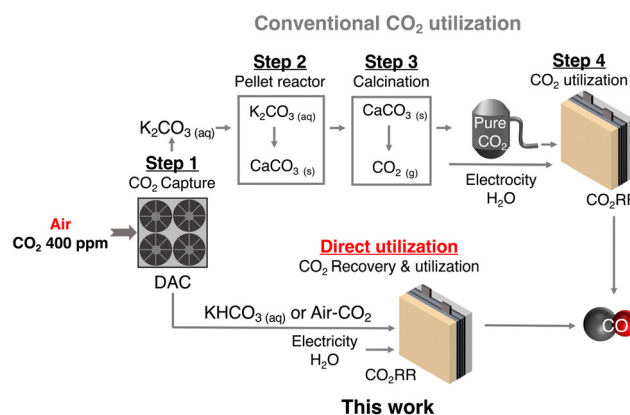 Conventional CO₂ utilization
Step 2
Pellet reactor
Step 3
Calcination
Step 4
CO₂ utilization
K₂CO₃ (aq)
Step 1
CO₂ Capture
K₂CO₃ (aq)
CaCO₃ (s)
CaCO₃ (s)
CO₂ (g)
Pure
CO₂
Electrocity
H₂O
CO₂RR
Air
CO₂ 400 ppm
DAC
Direct utilization
CO₂ Recovery & utilization
KHCO₃ (aq) or Air-CO₂
Electricity
H₂O
CO₂RR
CO
This work